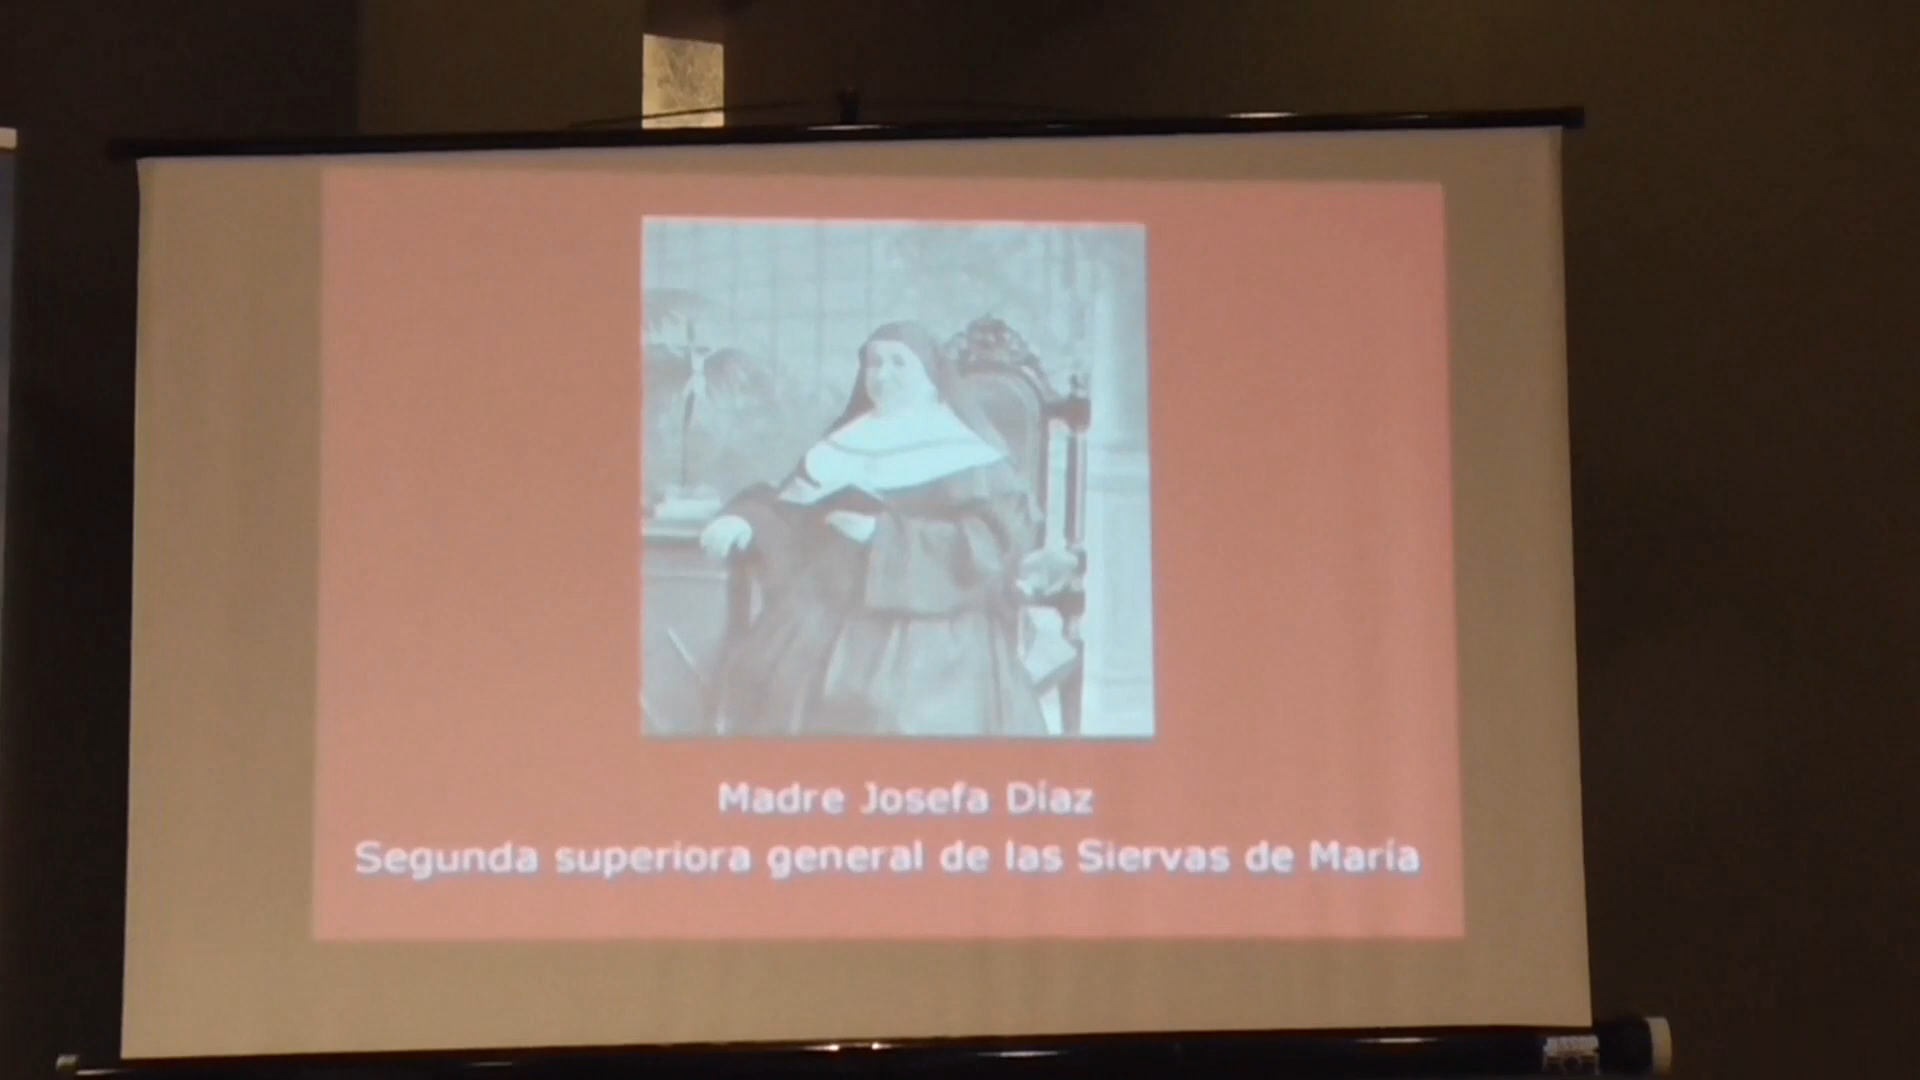 Madre Josefa Díaz
Segunda superiora general de las Siervas de María